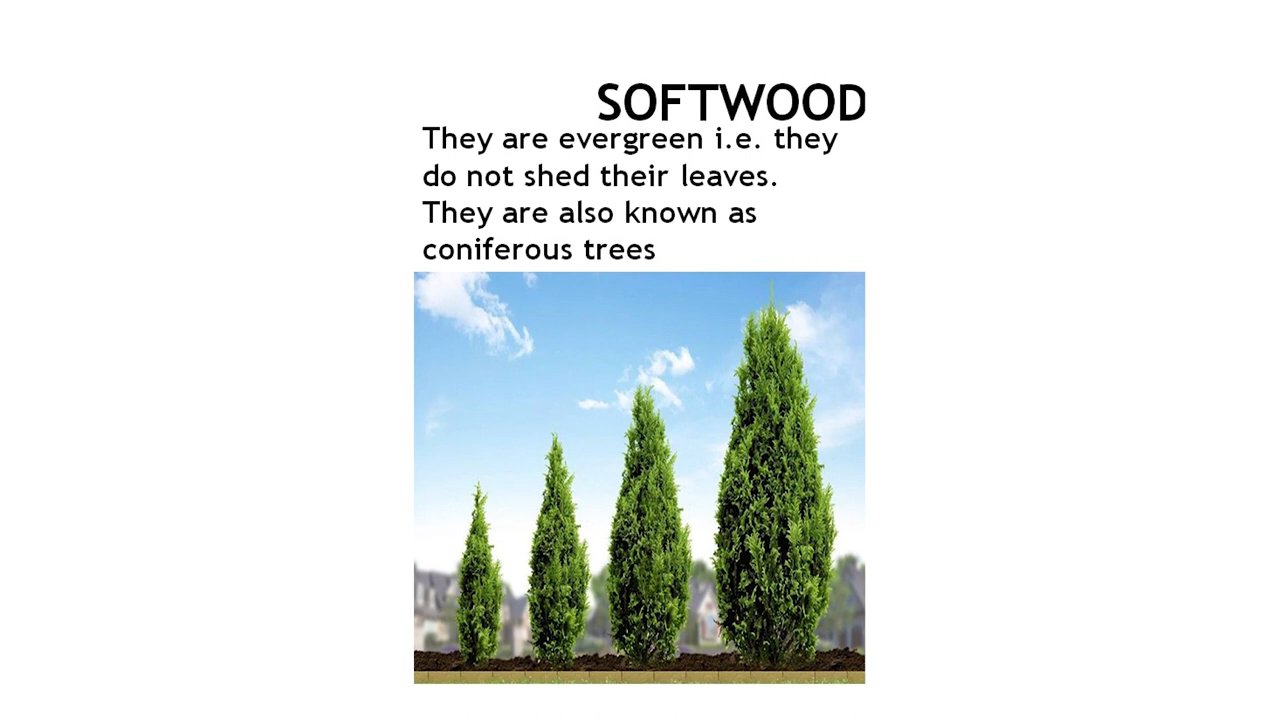 SOFTWOOD
They are evergreen i.e. they
do not shed their leaves.
They are also known as
coniferous trees